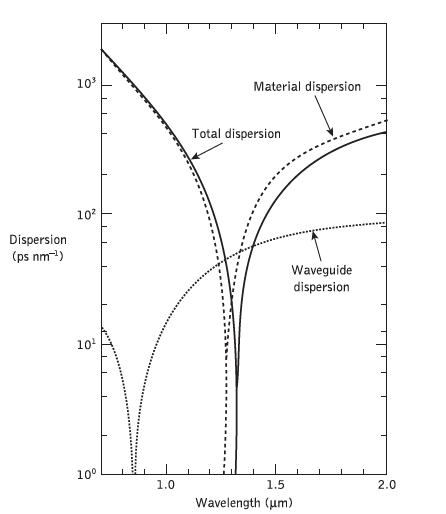 10³
Material dispersion
Total dispersion
10²
Dispersion
(ps nm⁻¹)
Waveguide
dispersion
10¹
10⁰
1.0 1.5 2.0
Wavelength (μm)